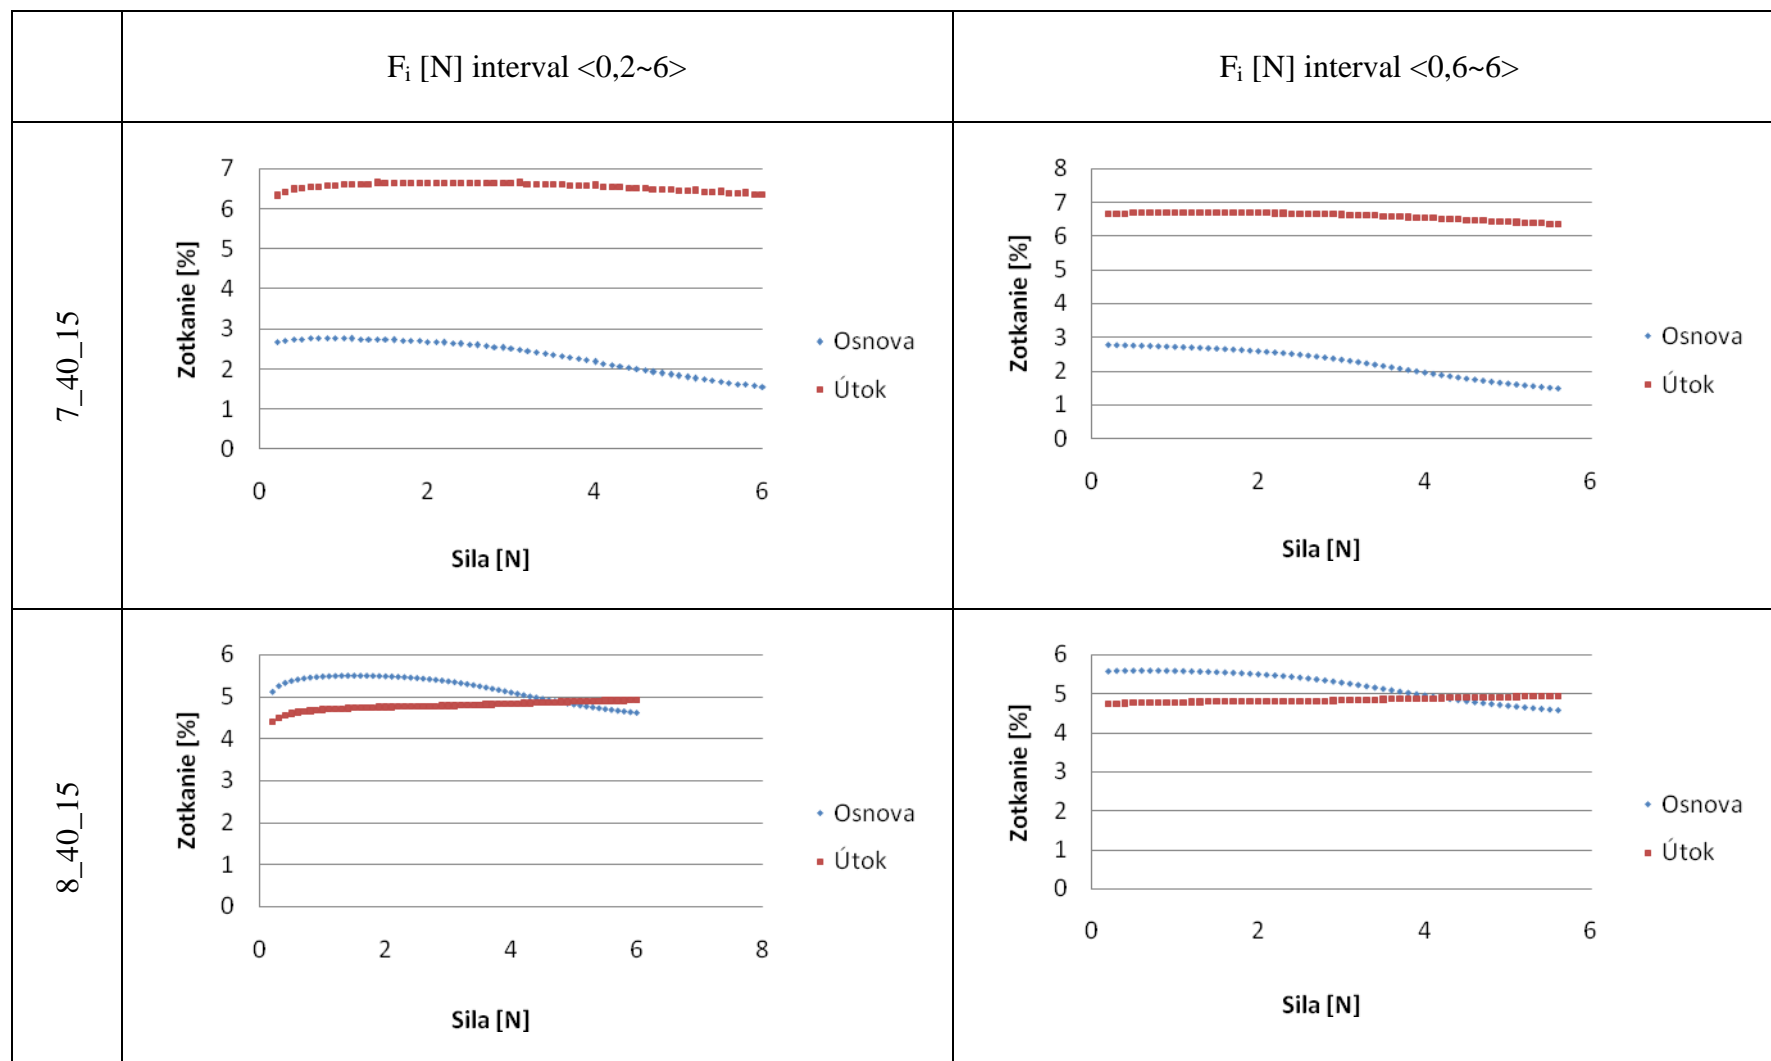 F_i [N] interval <0,2~6>
F_i [N] interval <0,6~6>
7_40_15
Zotkanie [%]
7
6
5
4
3
2
1
0
0 2 4 6
Sila [N]
Osnova
Útok
Zotkanie [%]
8
7
6
5
4
3
2
1
0
0 2 4 6
Sila [N]
Osnova
Útok
8_40_15
Zotkanie [%]
6
5
4
3
2
1
0
0 2 4 6 8
Sila [N]
Osnova
Útok
Zotkanie [%]
6
5
4
3
2
1
0
0 2 4 6
Sila [N]
Osnova
Útok